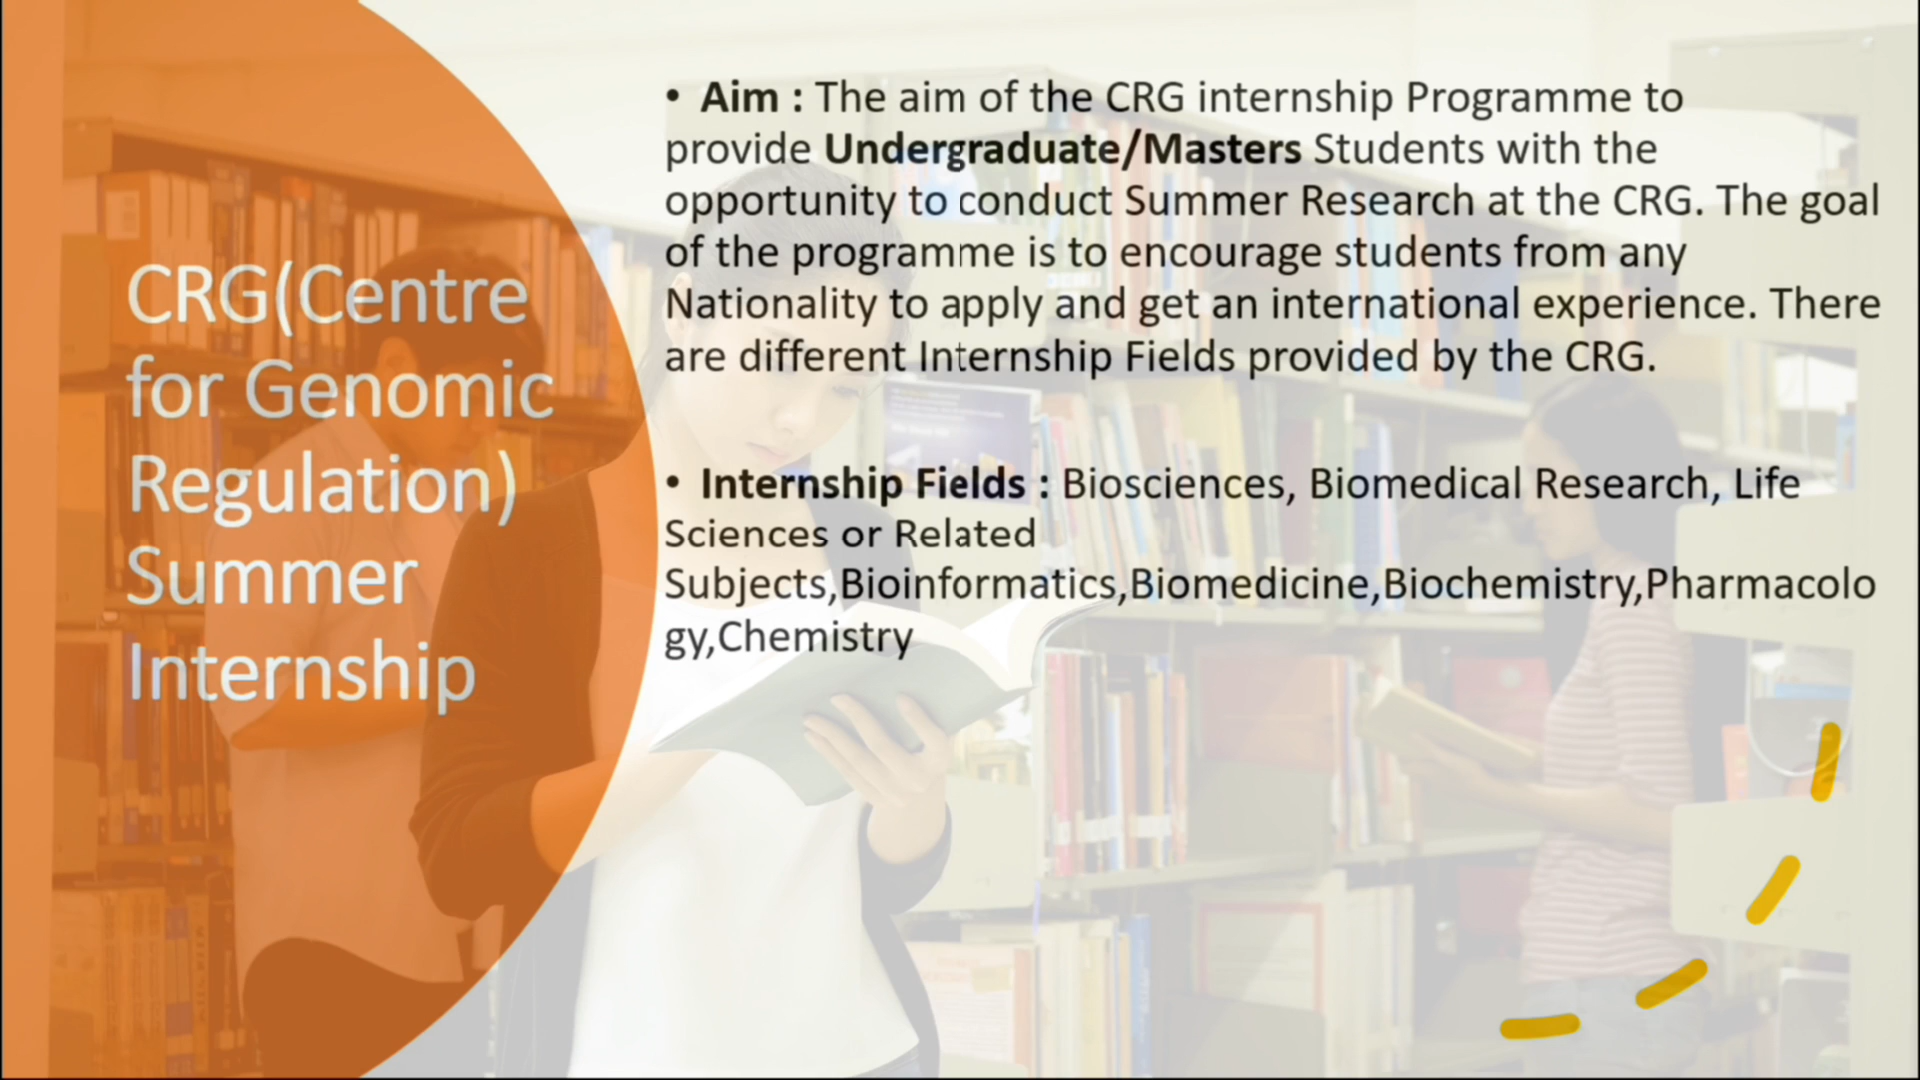 CRG(Centre
for Genomic
Regulation)
Summer
Internship
• Aim : The aim of the CRG internship Programme to
provide Undergraduate/Masters Students with the
opportunity to conduct Summer Research at the CRG. The goal
of the programme is to encourage students from any
Nationality to apply and get an international experience. There
are different Internship Fields provided by the CRG.
• Internship Fields : Biosciences, Biomedical Research, Life
Sciences or Related
Subjects,Bioinformatics,Biomedicine,Biochemistry,Pharmacolo
gy,Chemistry